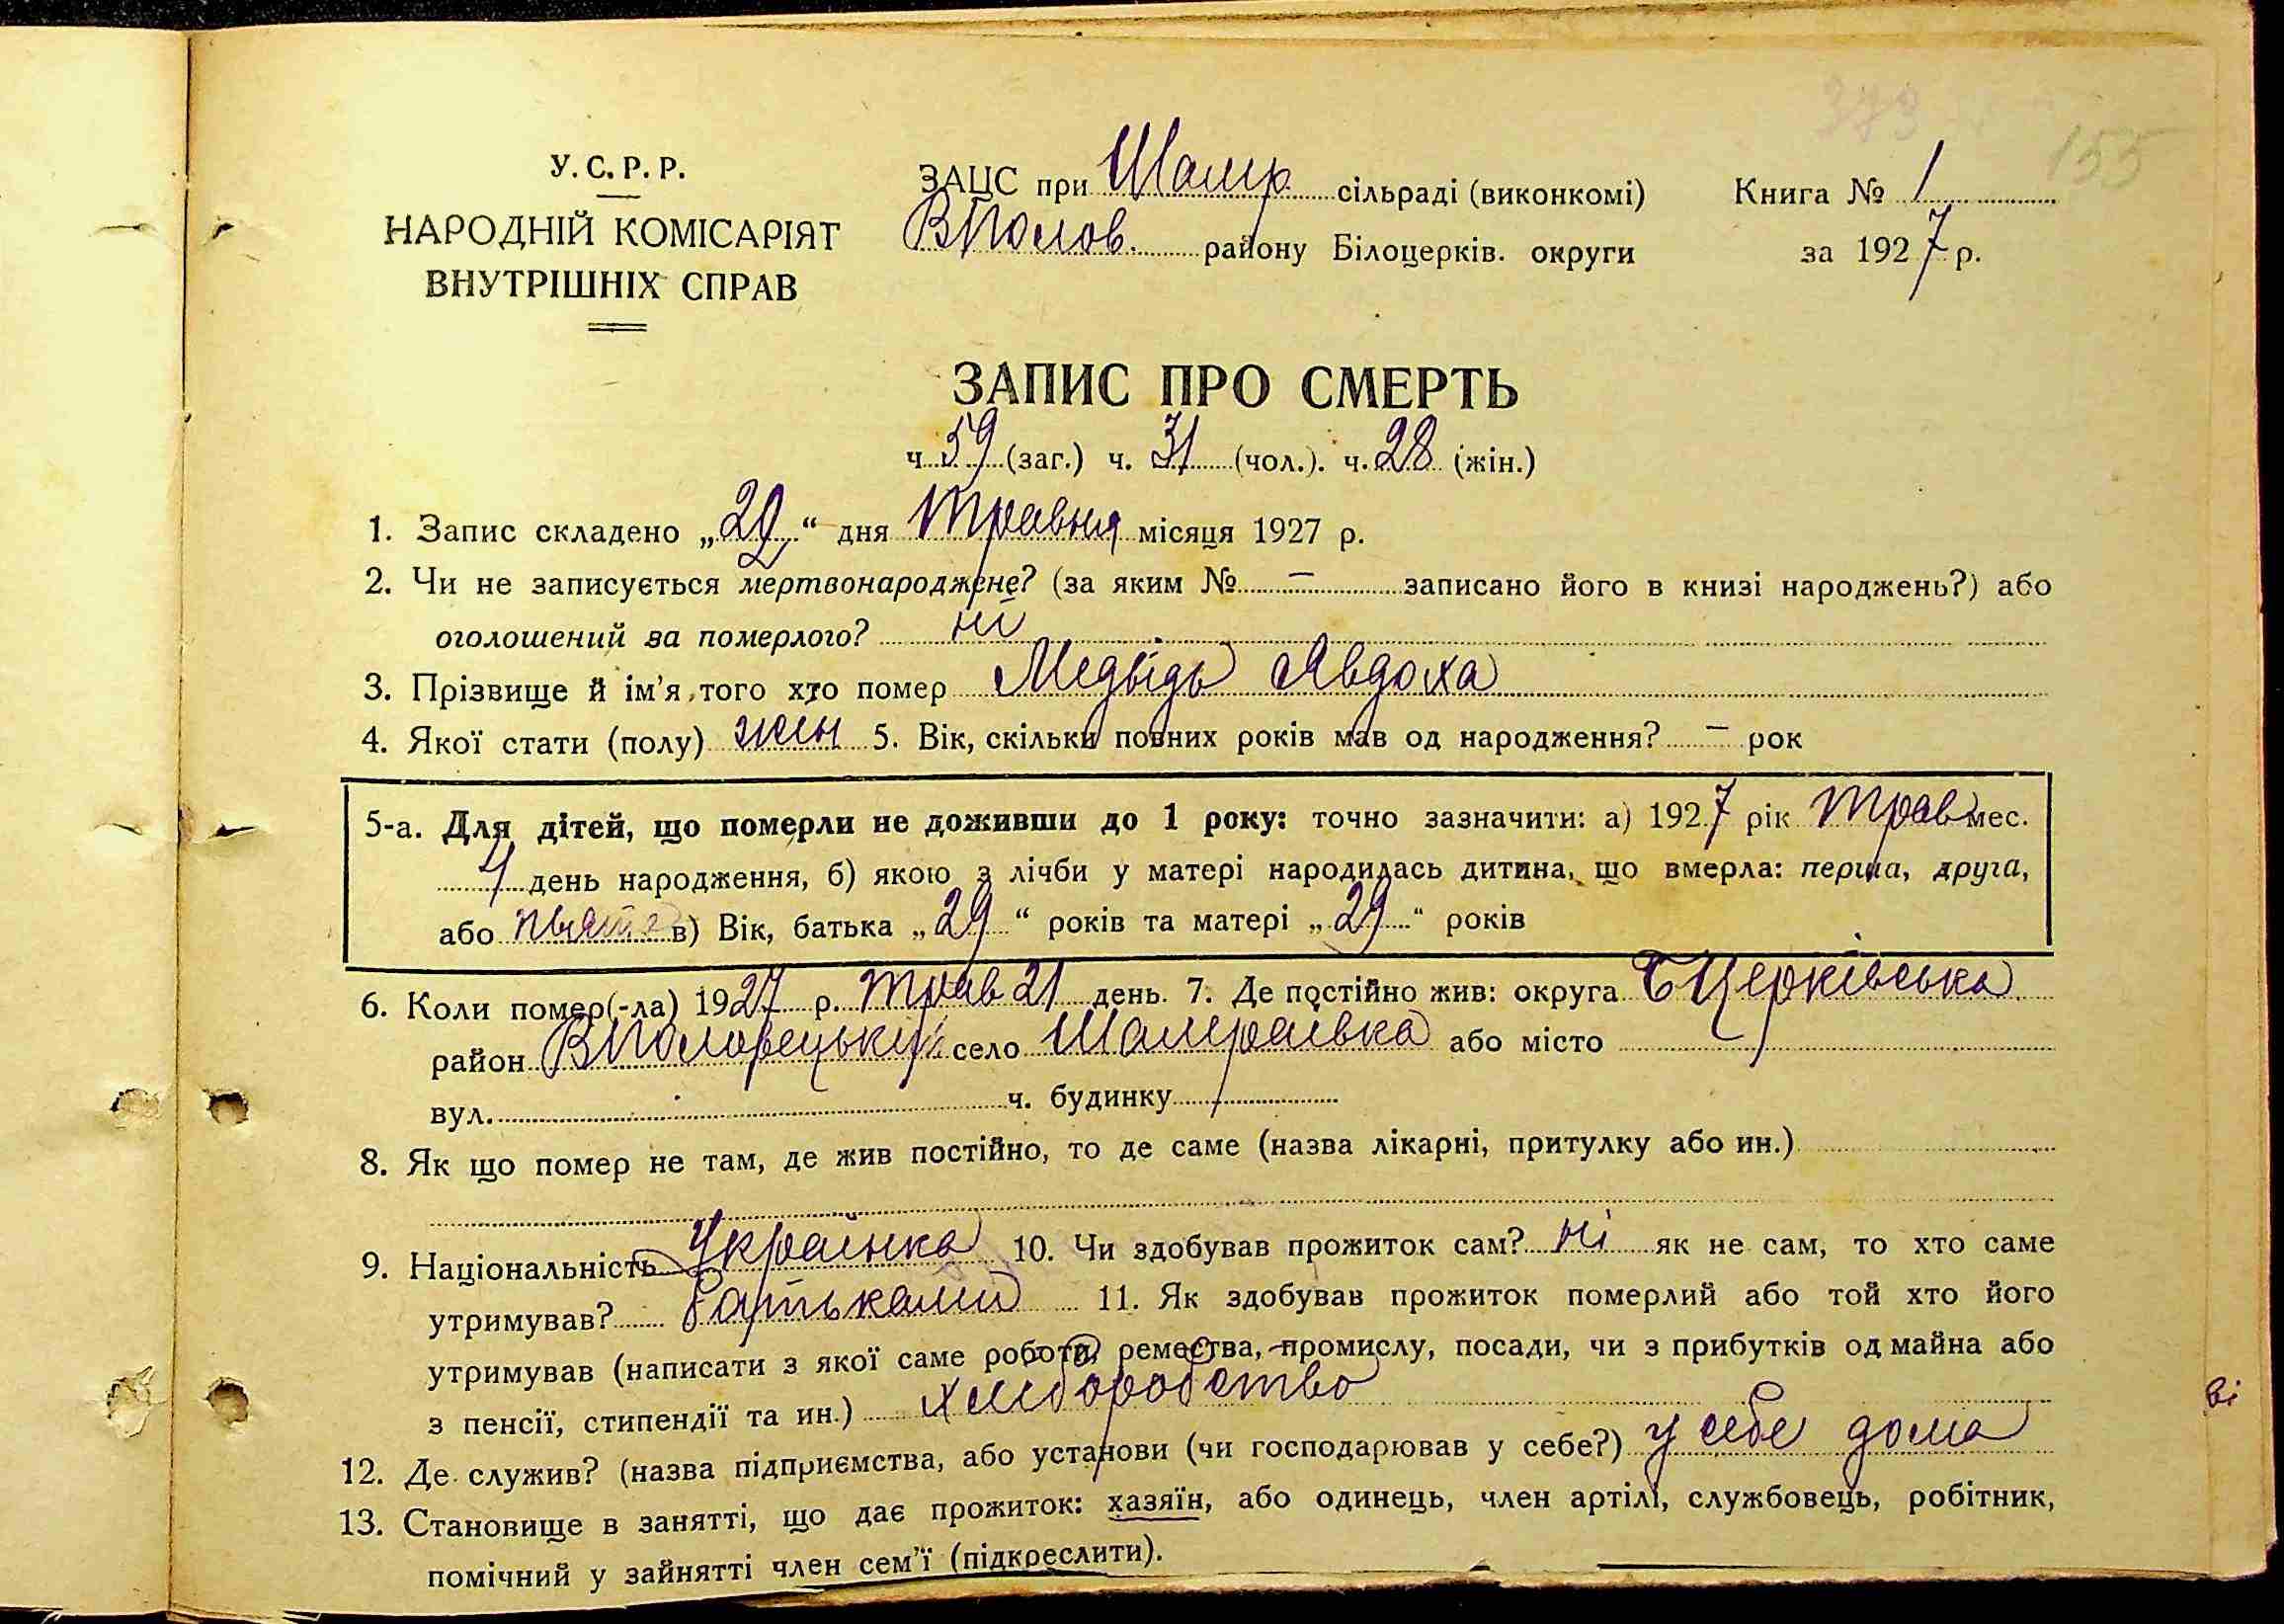 373
155
У. С. Р. Р.
НАРОДНІЙ КОМІСАРІЯТ
ВНУТРІШНІХ СПРАВ
ЗАЦС при Шамр сільраді (виконкомі)
ВПолов. району Білоцерків. округи
Книга № 1
за 1927 р.
ЗАПИС ПРО СМЕРТЬ
ч. 59 (заг.) ч. 31 (чол.). ч. 28 (жін.)
1. Запис складено „22“ дня Травня місяця 1927 р.
2. Чи не записується мертвонароджене? (за яким № – записано його в книзі народжень?) або
оголошений за померлого? ні
3. Прізвище й ім’я того хто помер Медвідь Явдоха
4. Якої стати (полу) жін 5. Вік, скільки повних років мав од народження? – рок
5-а. Для дітей, що померли не доживши до 1 року: точно зазначити: а) 1927 рік Трав мес.
4 день народження, б) якою з лічби у матері народилась дитина, що вмерла: перша, друга,
або пьята в) Вік, батька „29“ років та матері „29“ років
6. Коли помер(-ла) 1927 р. трав 21 день. 7. Де постійно жив: округа БЦерківська
район ВПоловецький село Шамраївка або місто
вул. ч. будинку
8. Як що помер не там, де жив постійно, то де саме (назва лікарні, притулку або ин.)
9. Національність Українка 10. Чи здобував прожиток сам? ні як не сам, то хто саме
утримував? батьками 11. Як здобував прожиток померлий або той хто його
утримував (написати з якої саме роботи, ремества, промислу, посади, чи з прибутків од майна або
з пенсії, стипендії та ин.) хліборобство
12. Де служив? (назва підприємства, або установи (чи господарював у себе?) у себе дома
13. Становище в занятті, що дає прожиток: хазяїн, або одинець, член артілі, службовець, робітник,
помічний у зайнятті член сем’ї (підкреслити).
ві